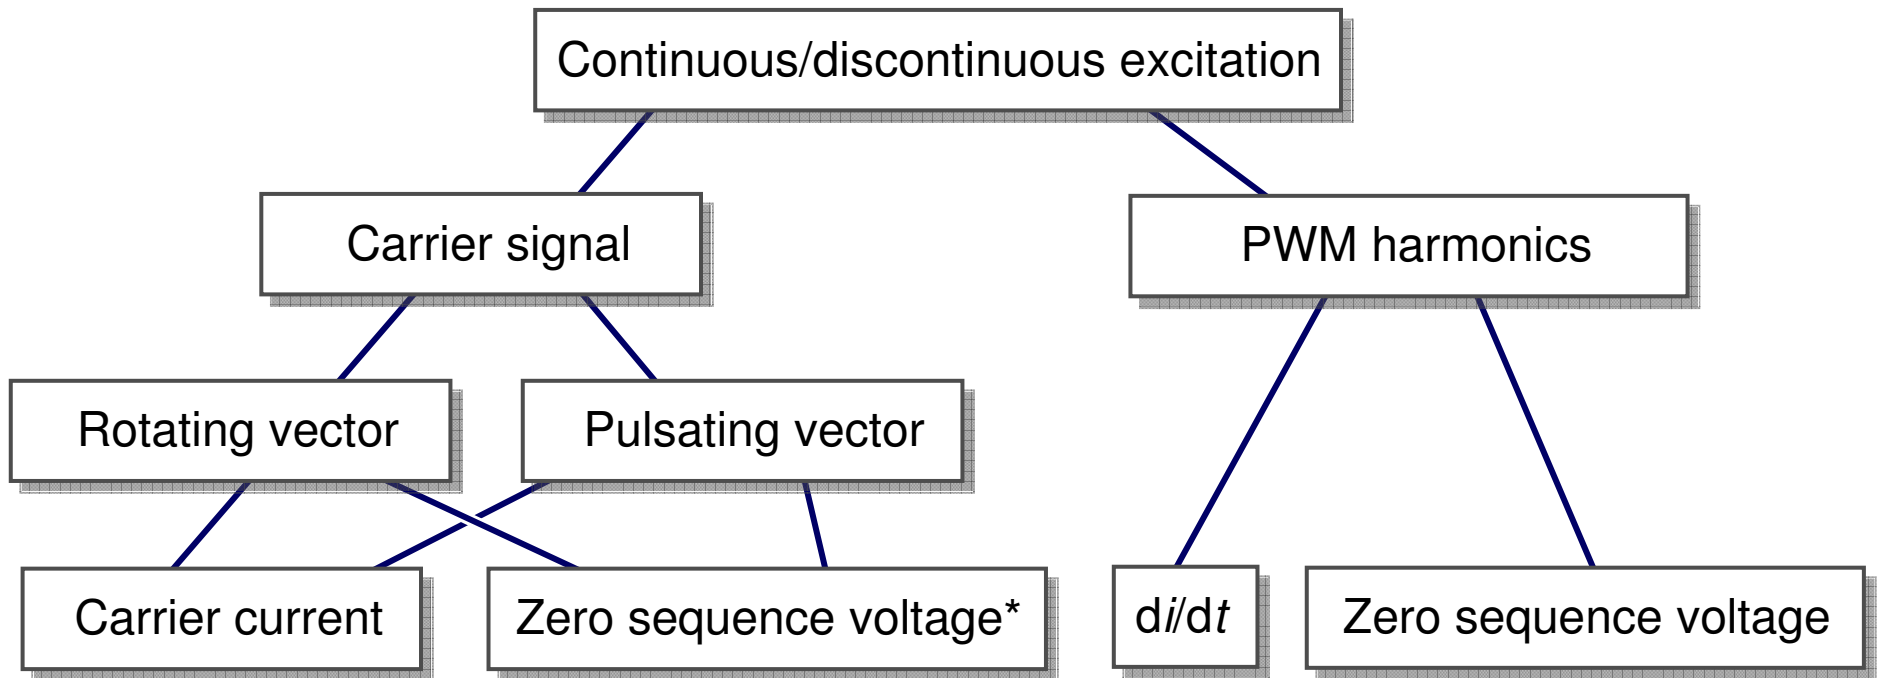 Continuous/discontinuous excitation
Carrier signal
PWM harmonics
Rotating vector
Pulsating vector
Carrier current
Zero sequence voltage*
di/dt
Zero sequence voltage